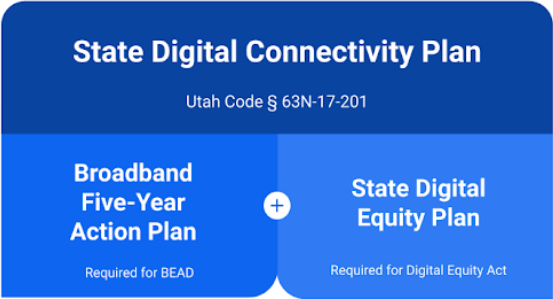 State Digital Connectivity Plan
Utah Code § 63N-17-201
Broadband
Five-Year
Action Plan
Required for BEAD
+
State Digital
Equity Plan
Required for Digital Equity Act